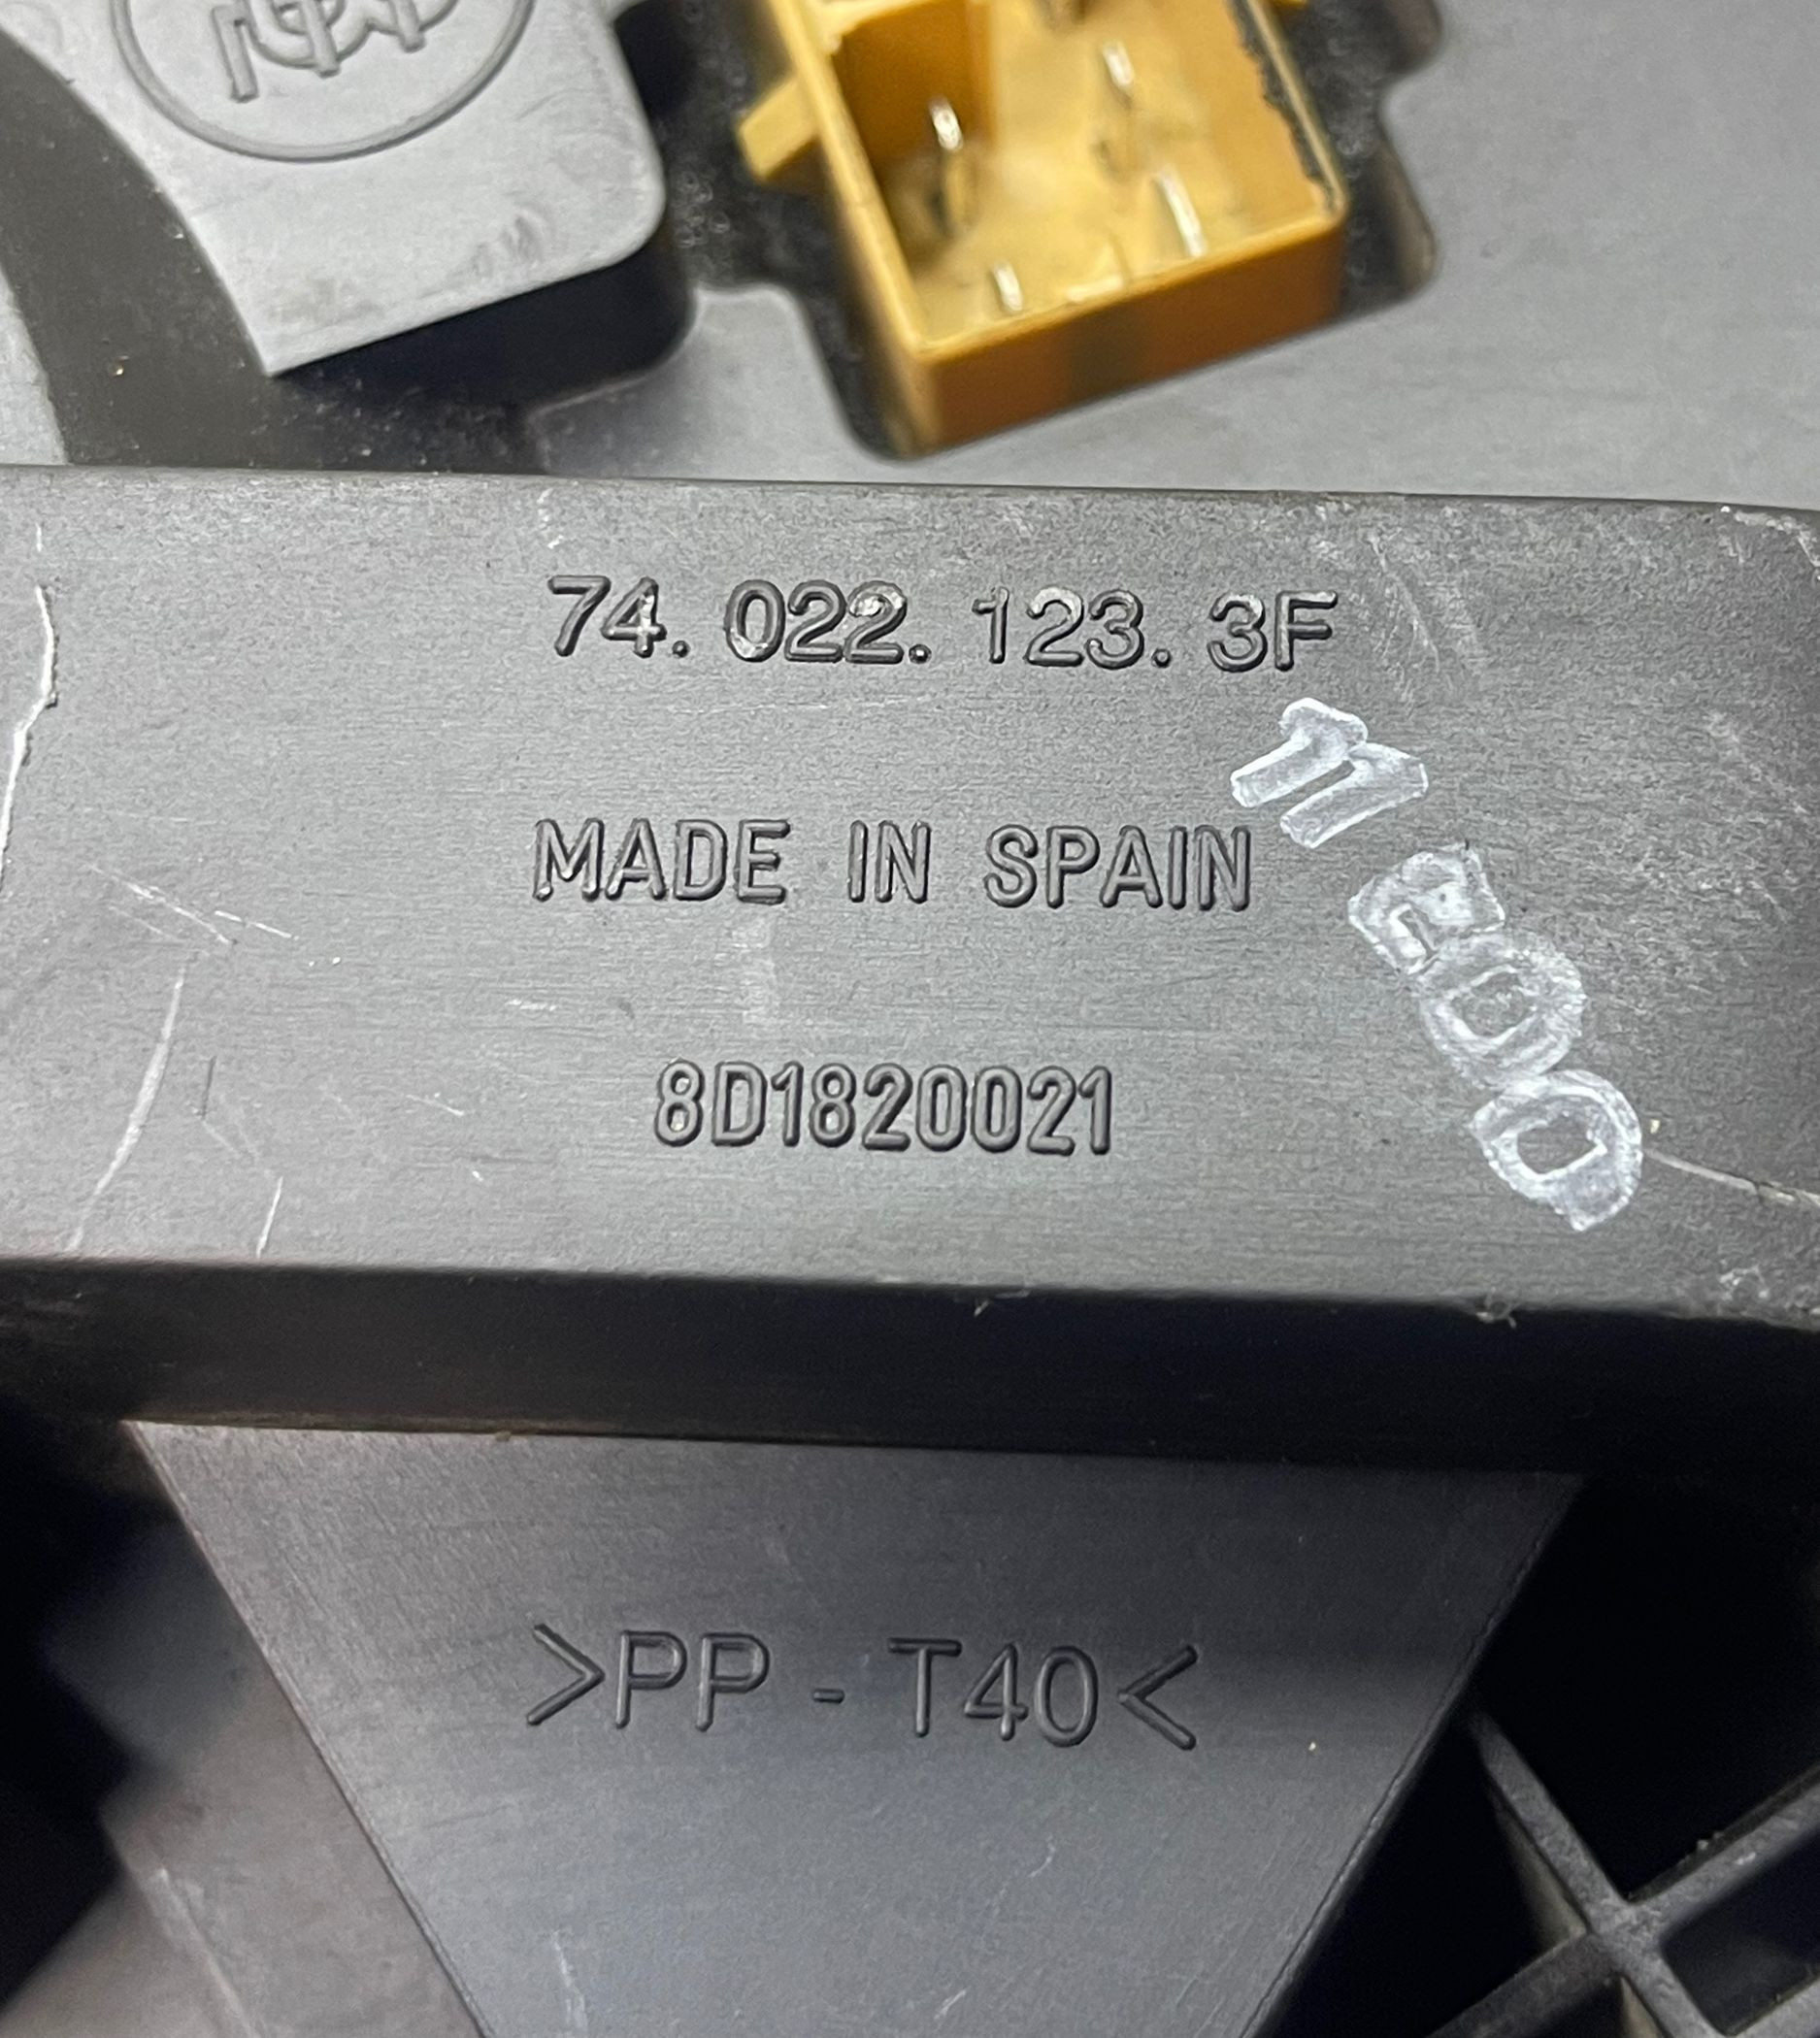 74. 022. 123. 3F
MADE IN SPAIN
8D1820021
>PP - T40<